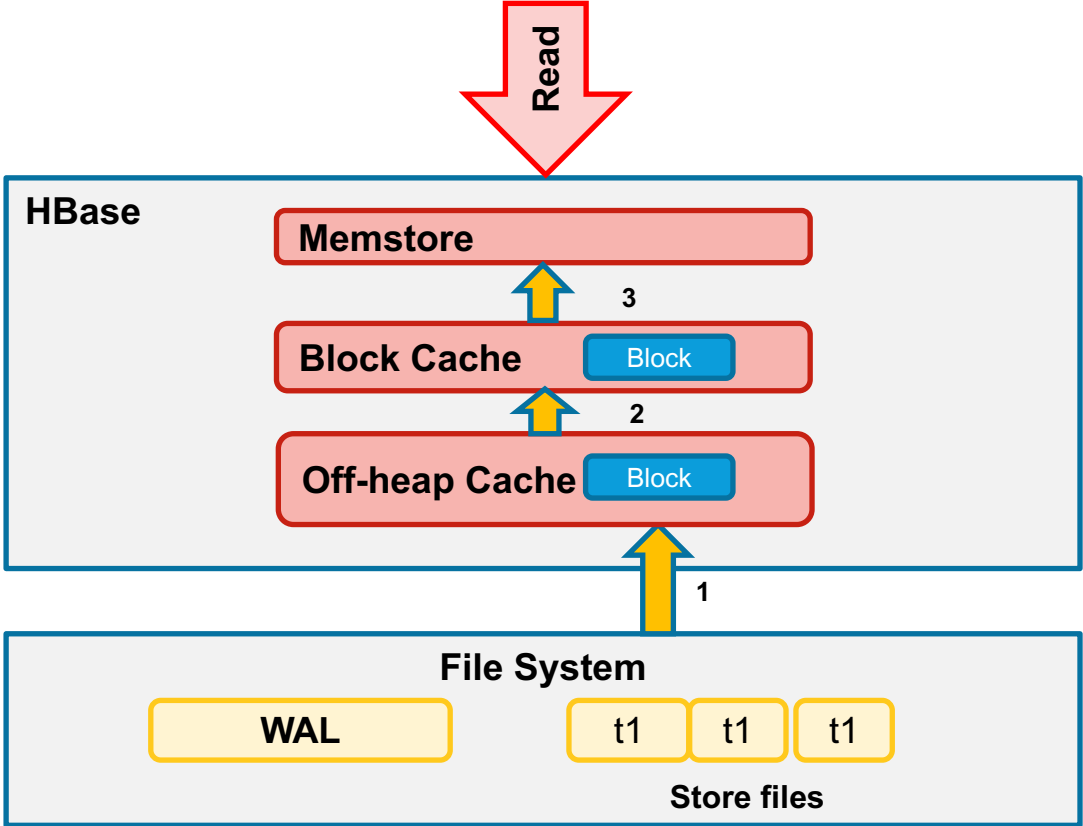 Read
HBase
Memstore
3
Block Cache
Block
2
Off-heap Cache
Block
1
File System
WAL
t1
t1
t1
Store files